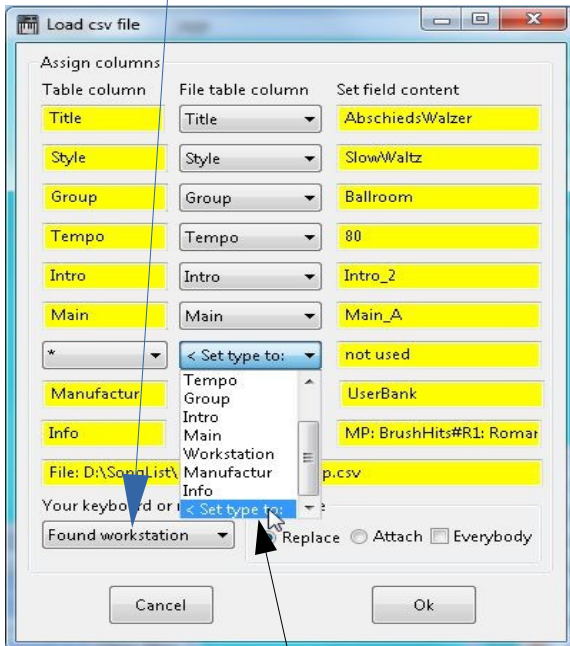 Load csv file
Assign columns
Table column File table column Set field content
Title Title AbschiedsWalzer
Style Style SlowWaltz
Group Group Ballroom
Tempo Tempo 80
Intro Intro Intro_2
Main Main Main_A
* < Set type to: not used
Tempo
Group
Manufactur UserBank
Intro
Main
Info MP: BrushHits#R1: Romar
Workstation
File: D:\SongList\ Manufactur p.csv
Info
Your keyboard or < Set type to: e
Found workstation Replace Attach Everybody
Cancel Ok